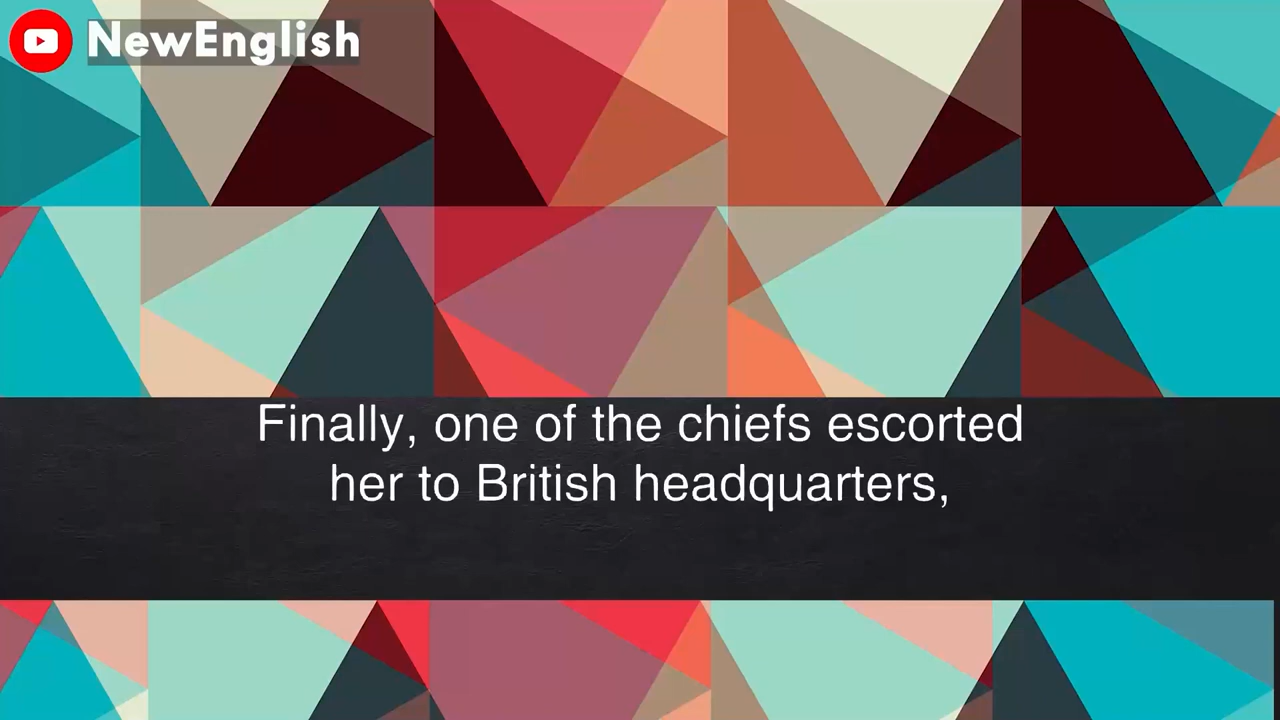 NewEnglish
Finally, one of the chiefs escorted
her to British headquarters,